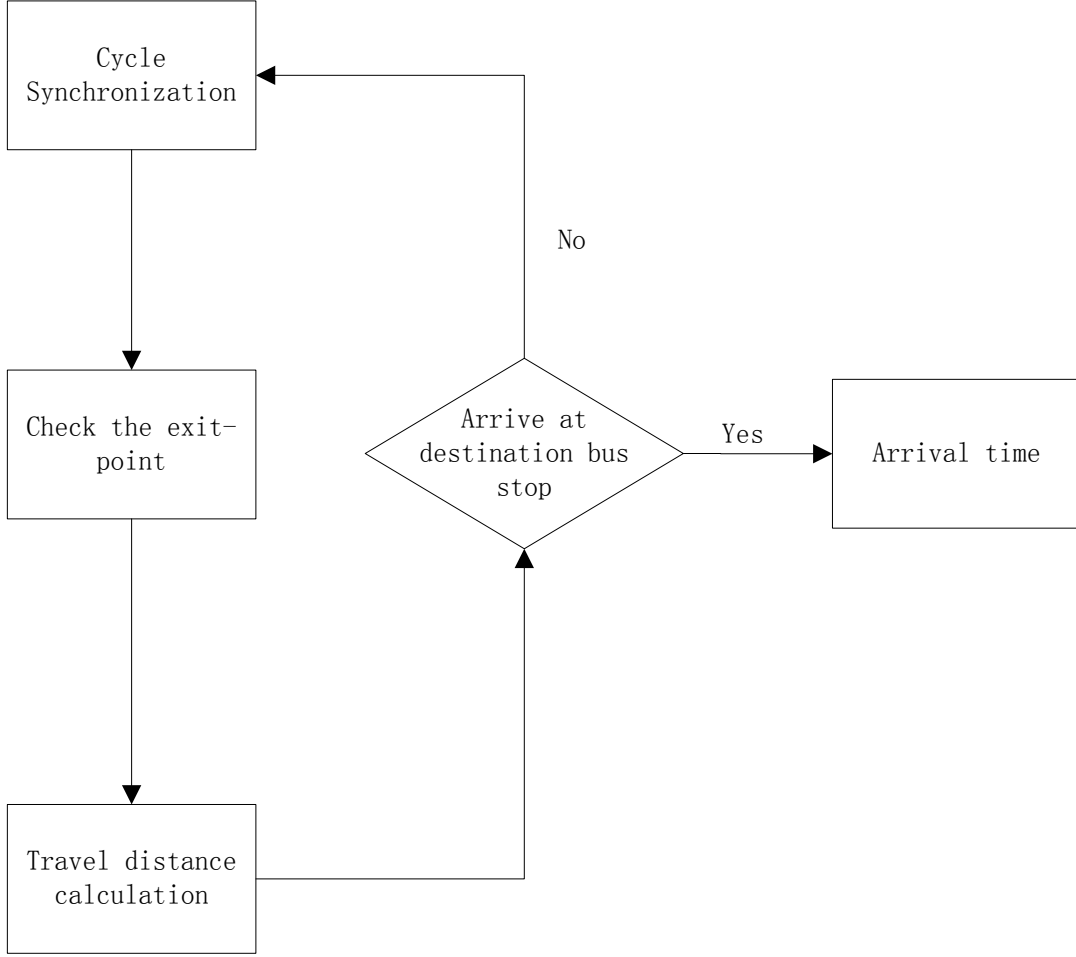 Cycle
Synchronization
No
Check the exit-
point
Arrive at
destination bus
stop
Yes
Arrival time
Travel distance
calculation